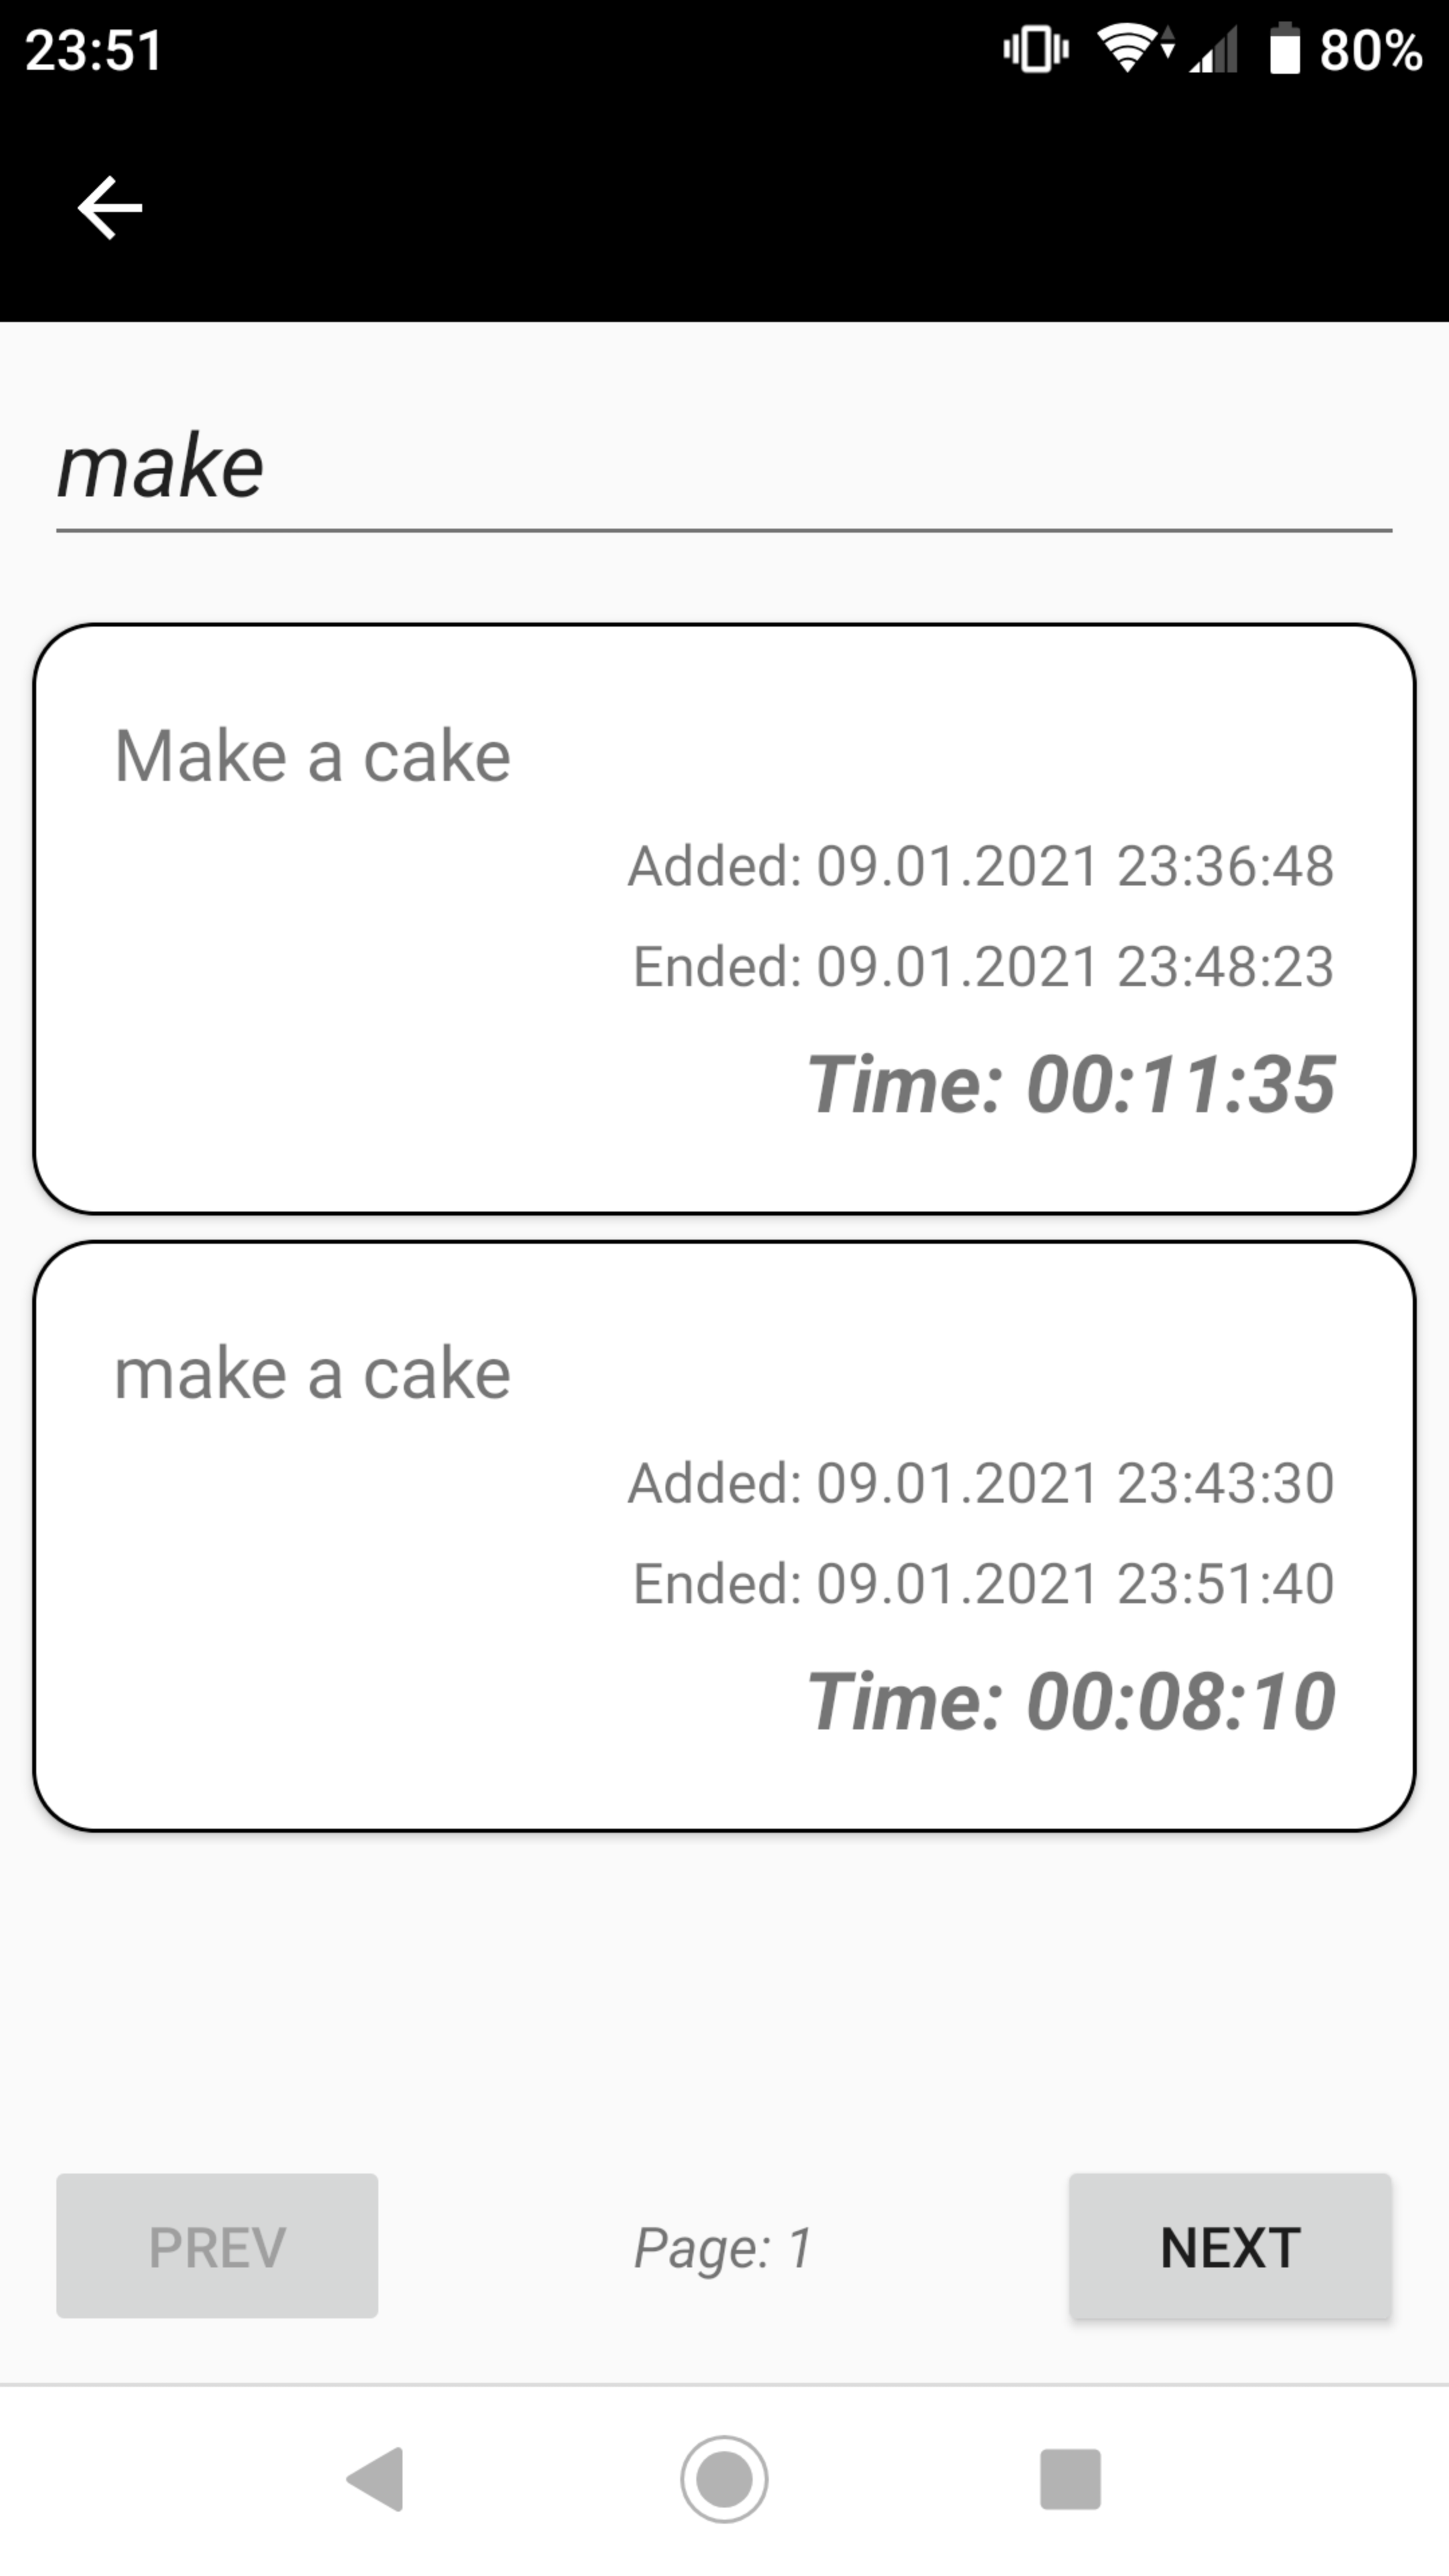 23:51 80%
make
Make a cake
Added: 09.01.2021 23:36:48
Ended: 09.01.2021 23:48:23
Time: 00:11:35
make a cake
Added: 09.01.2021 23:43:30
Ended: 09.01.2021 23:51:40
Time: 00:08:10
PREV Page: 1 NEXT